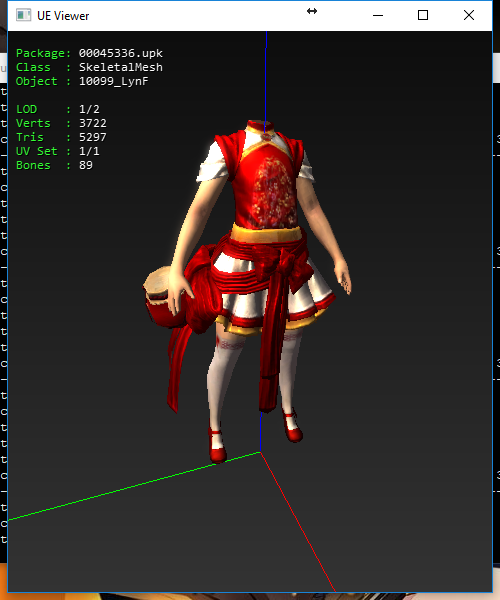 UE Viewer
Package: 00045336.upk
Class : SkeletalMesh
Object : 10099_LynF
LOD : 1/2
Verts : 3722
Tris : 5297
UV Set : 1/1
Bones : 89